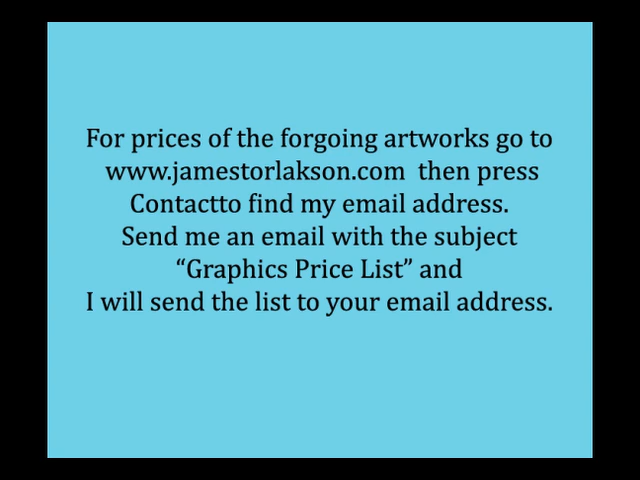 For prices of the forgoing artworks go to
www.jamestorlakson.com then press
Contactto find my email address.
Send me an email with the subject
“Graphics Price List” and
I will send the list to your email address.